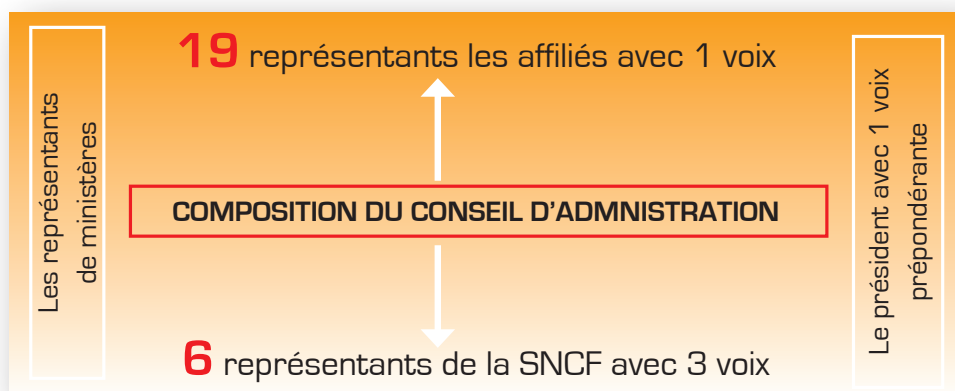 Les représentants
de ministères
19 représentants les affiliés avec 1 voix
COMPOSITION DU CONSEIL D'ADMNISTRATION
6 représentants de la SNCF avec 3 voix
Le président avec 1 voix
prépondérante